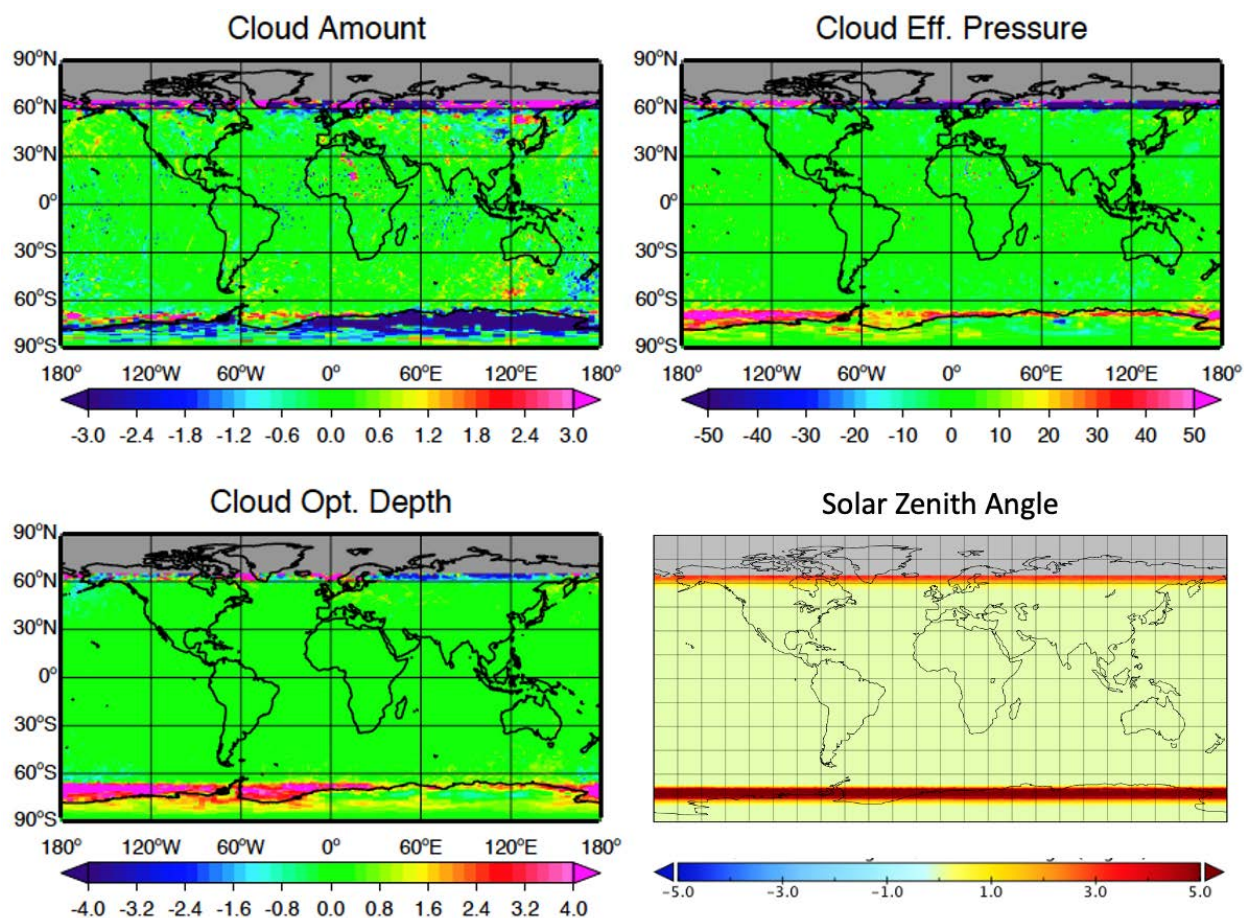 Cloud Amount
90°N
60°N
30°N
0°
30°S
60°S
90°S
180° 120°W 60°W 0° 60°E 120°E 180°
-3.0 -2.4 -1.8 -1.2 -0.6 0.0 0.6 1.2 1.8 2.4 3.0
Cloud Eff. Pressure
90°N
60°N
30°N
0°
30°S
60°S
90°S
180° 120°W 60°W 0° 60°E 120°E 180°
-50 -40 -30 -20 -10 0 10 20 30 40 50
Cloud Opt. Depth
90°N
60°N
30°N
0°
30°S
60°S
90°S
180° 120°W 60°W 0° 60°E 120°E 180°
-4.0 -3.2 -2.4 -1.6 -0.8 0.0 0.8 1.6 2.4 3.2 4.0
Solar Zenith Angle
-5.0 -3.0 -1.0 1.0 3.0 5.0